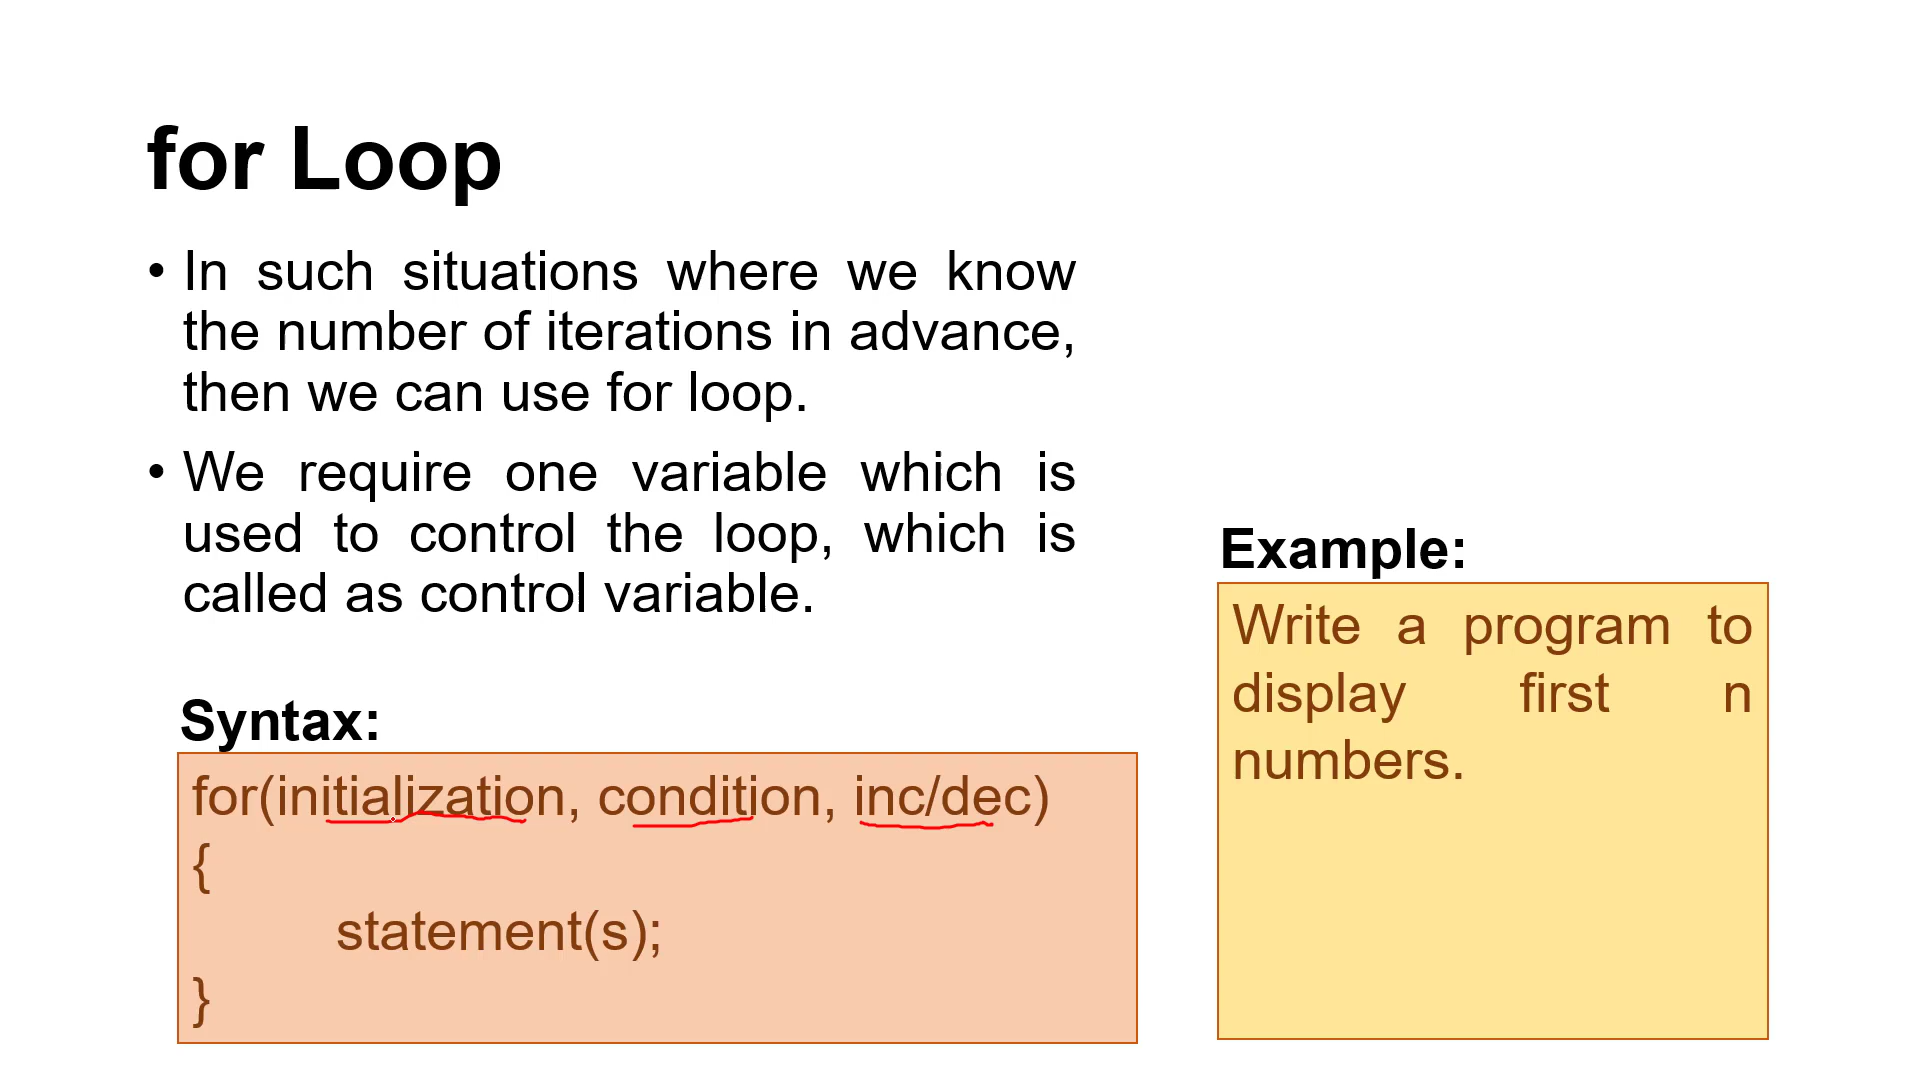 for Loop
• In such situations where we know
the number of iterations in advance,
then we can use for loop.
• We require one variable which is
used to control the loop, which is
called as control variable.
Syntax:
for(initialization, condition, inc/dec)
{
statement(s);
}
Example:
Write a program to
display first n
numbers.